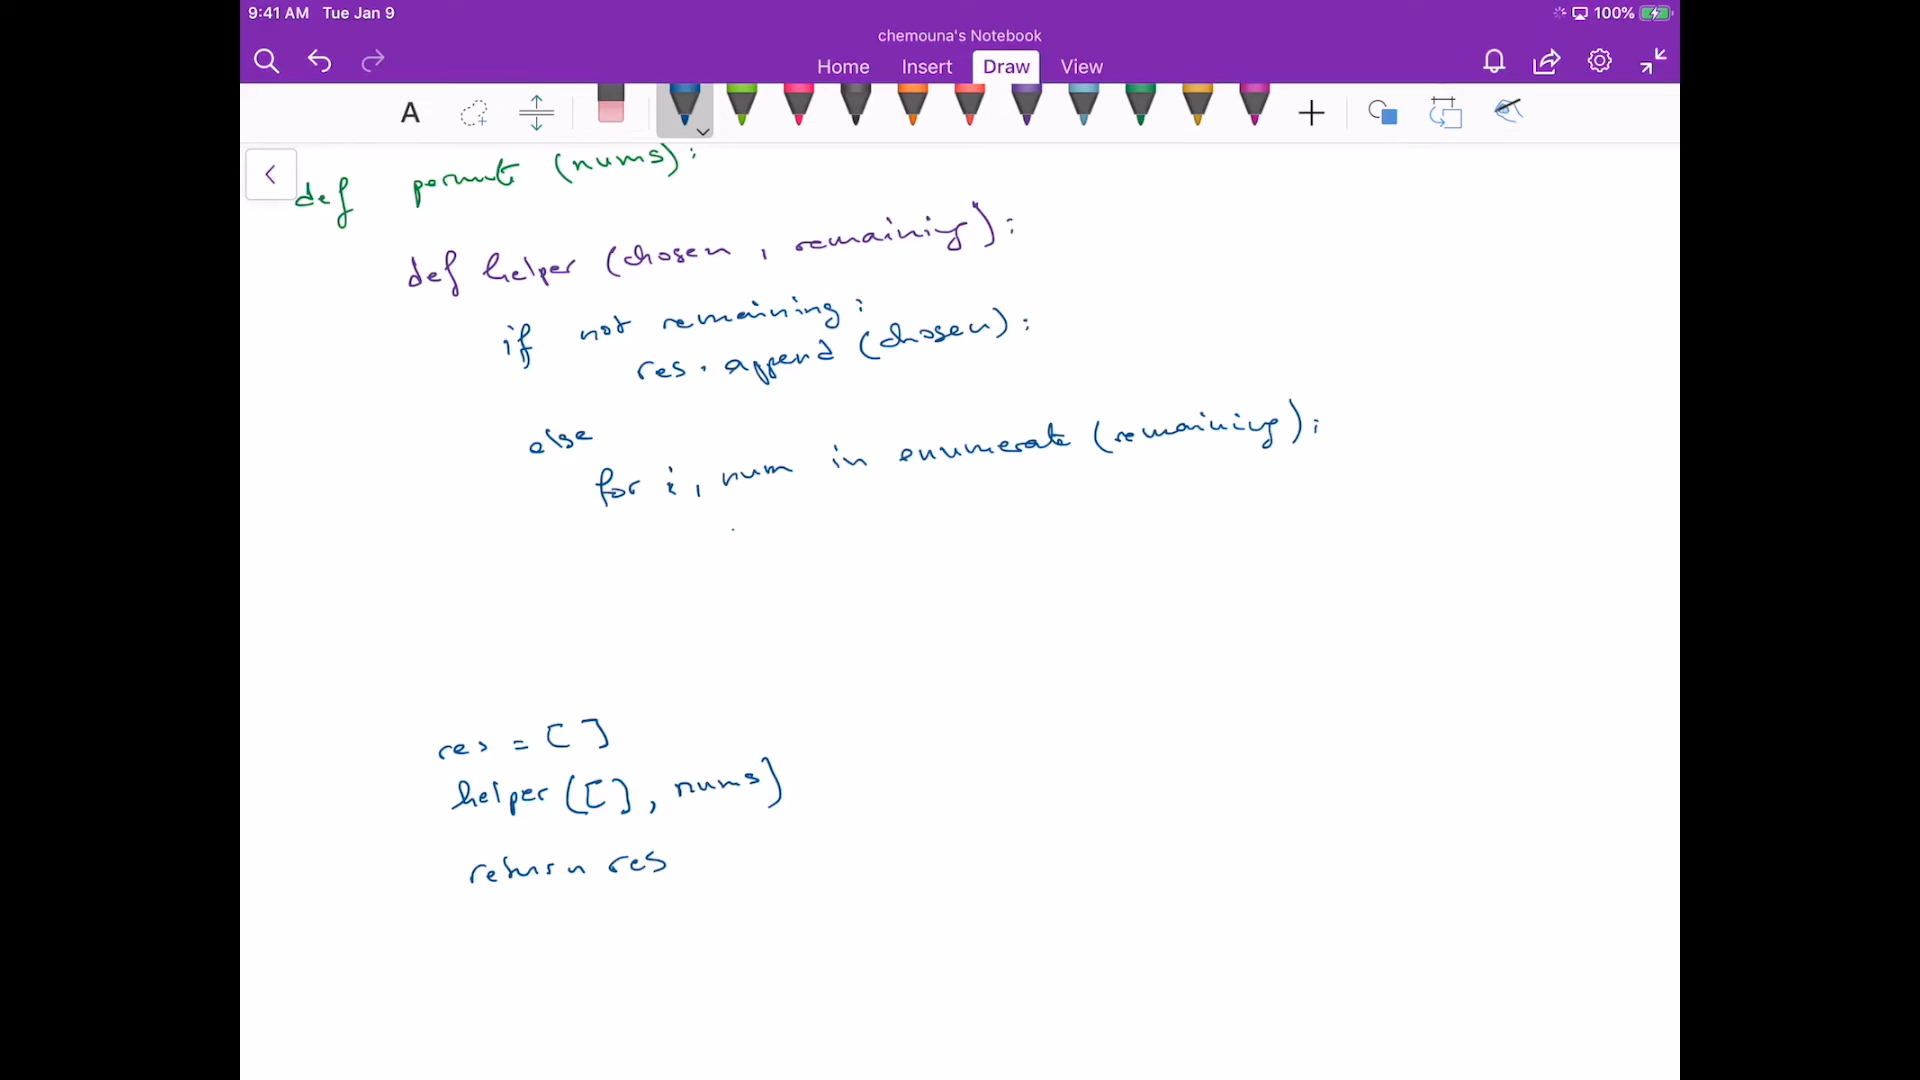 9:41 AM Tue Jan 9
100%
chemouna's Notebook
Home Insert Draw View
A
def permute (nums):
def helper (chosen , remaining):
if not remaining:
res.append (chosen):
else
for i, num in enumerate (remaining):
res = []
helper([], nums)
return res